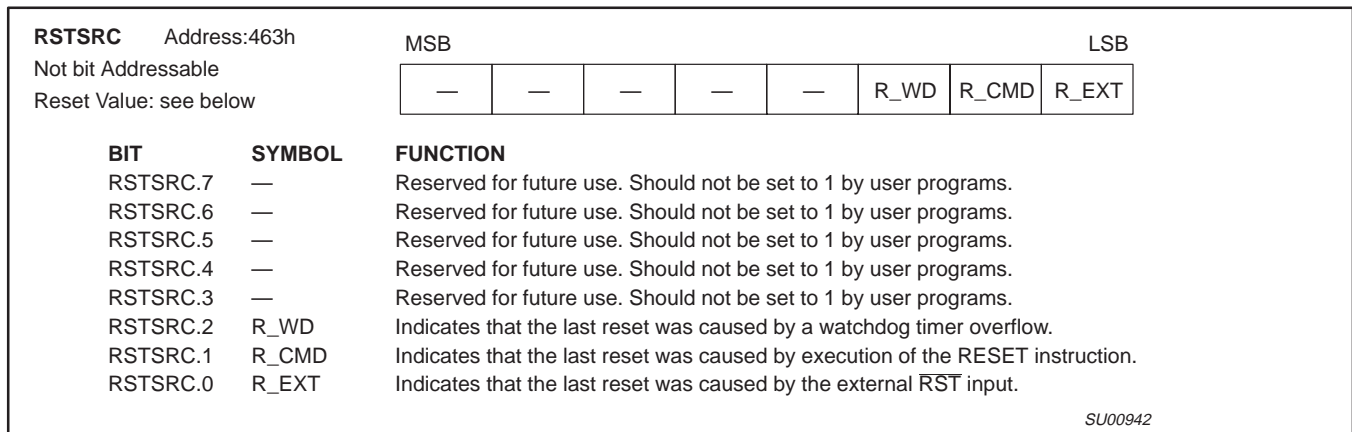 RSTSRC Address:463h
Not bit Addressable
Reset Value: see below
MSB LSB
— — — — — R_WD R_CMD R_EXT
BIT SYMBOL FUNCTION
RSTSRC.7 — Reserved for future use. Should not be set to 1 by user programs.
RSTSRC.6 — Reserved for future use. Should not be set to 1 by user programs.
RSTSRC.5 — Reserved for future use. Should not be set to 1 by user programs.
RSTSRC.4 — Reserved for future use. Should not be set to 1 by user programs.
RSTSRC.3 — Reserved for future use. Should not be set to 1 by user programs.
RSTSRC.2 R_WD Indicates that the last reset was caused by a watchdog timer overflow.
RSTSRC.1 R_CMD Indicates that the last reset was caused by execution of the RESET instruction.
RSTSRC.0 R_EXT Indicates that the last reset was caused by the external R̅S̅T̅ input.
SU00942